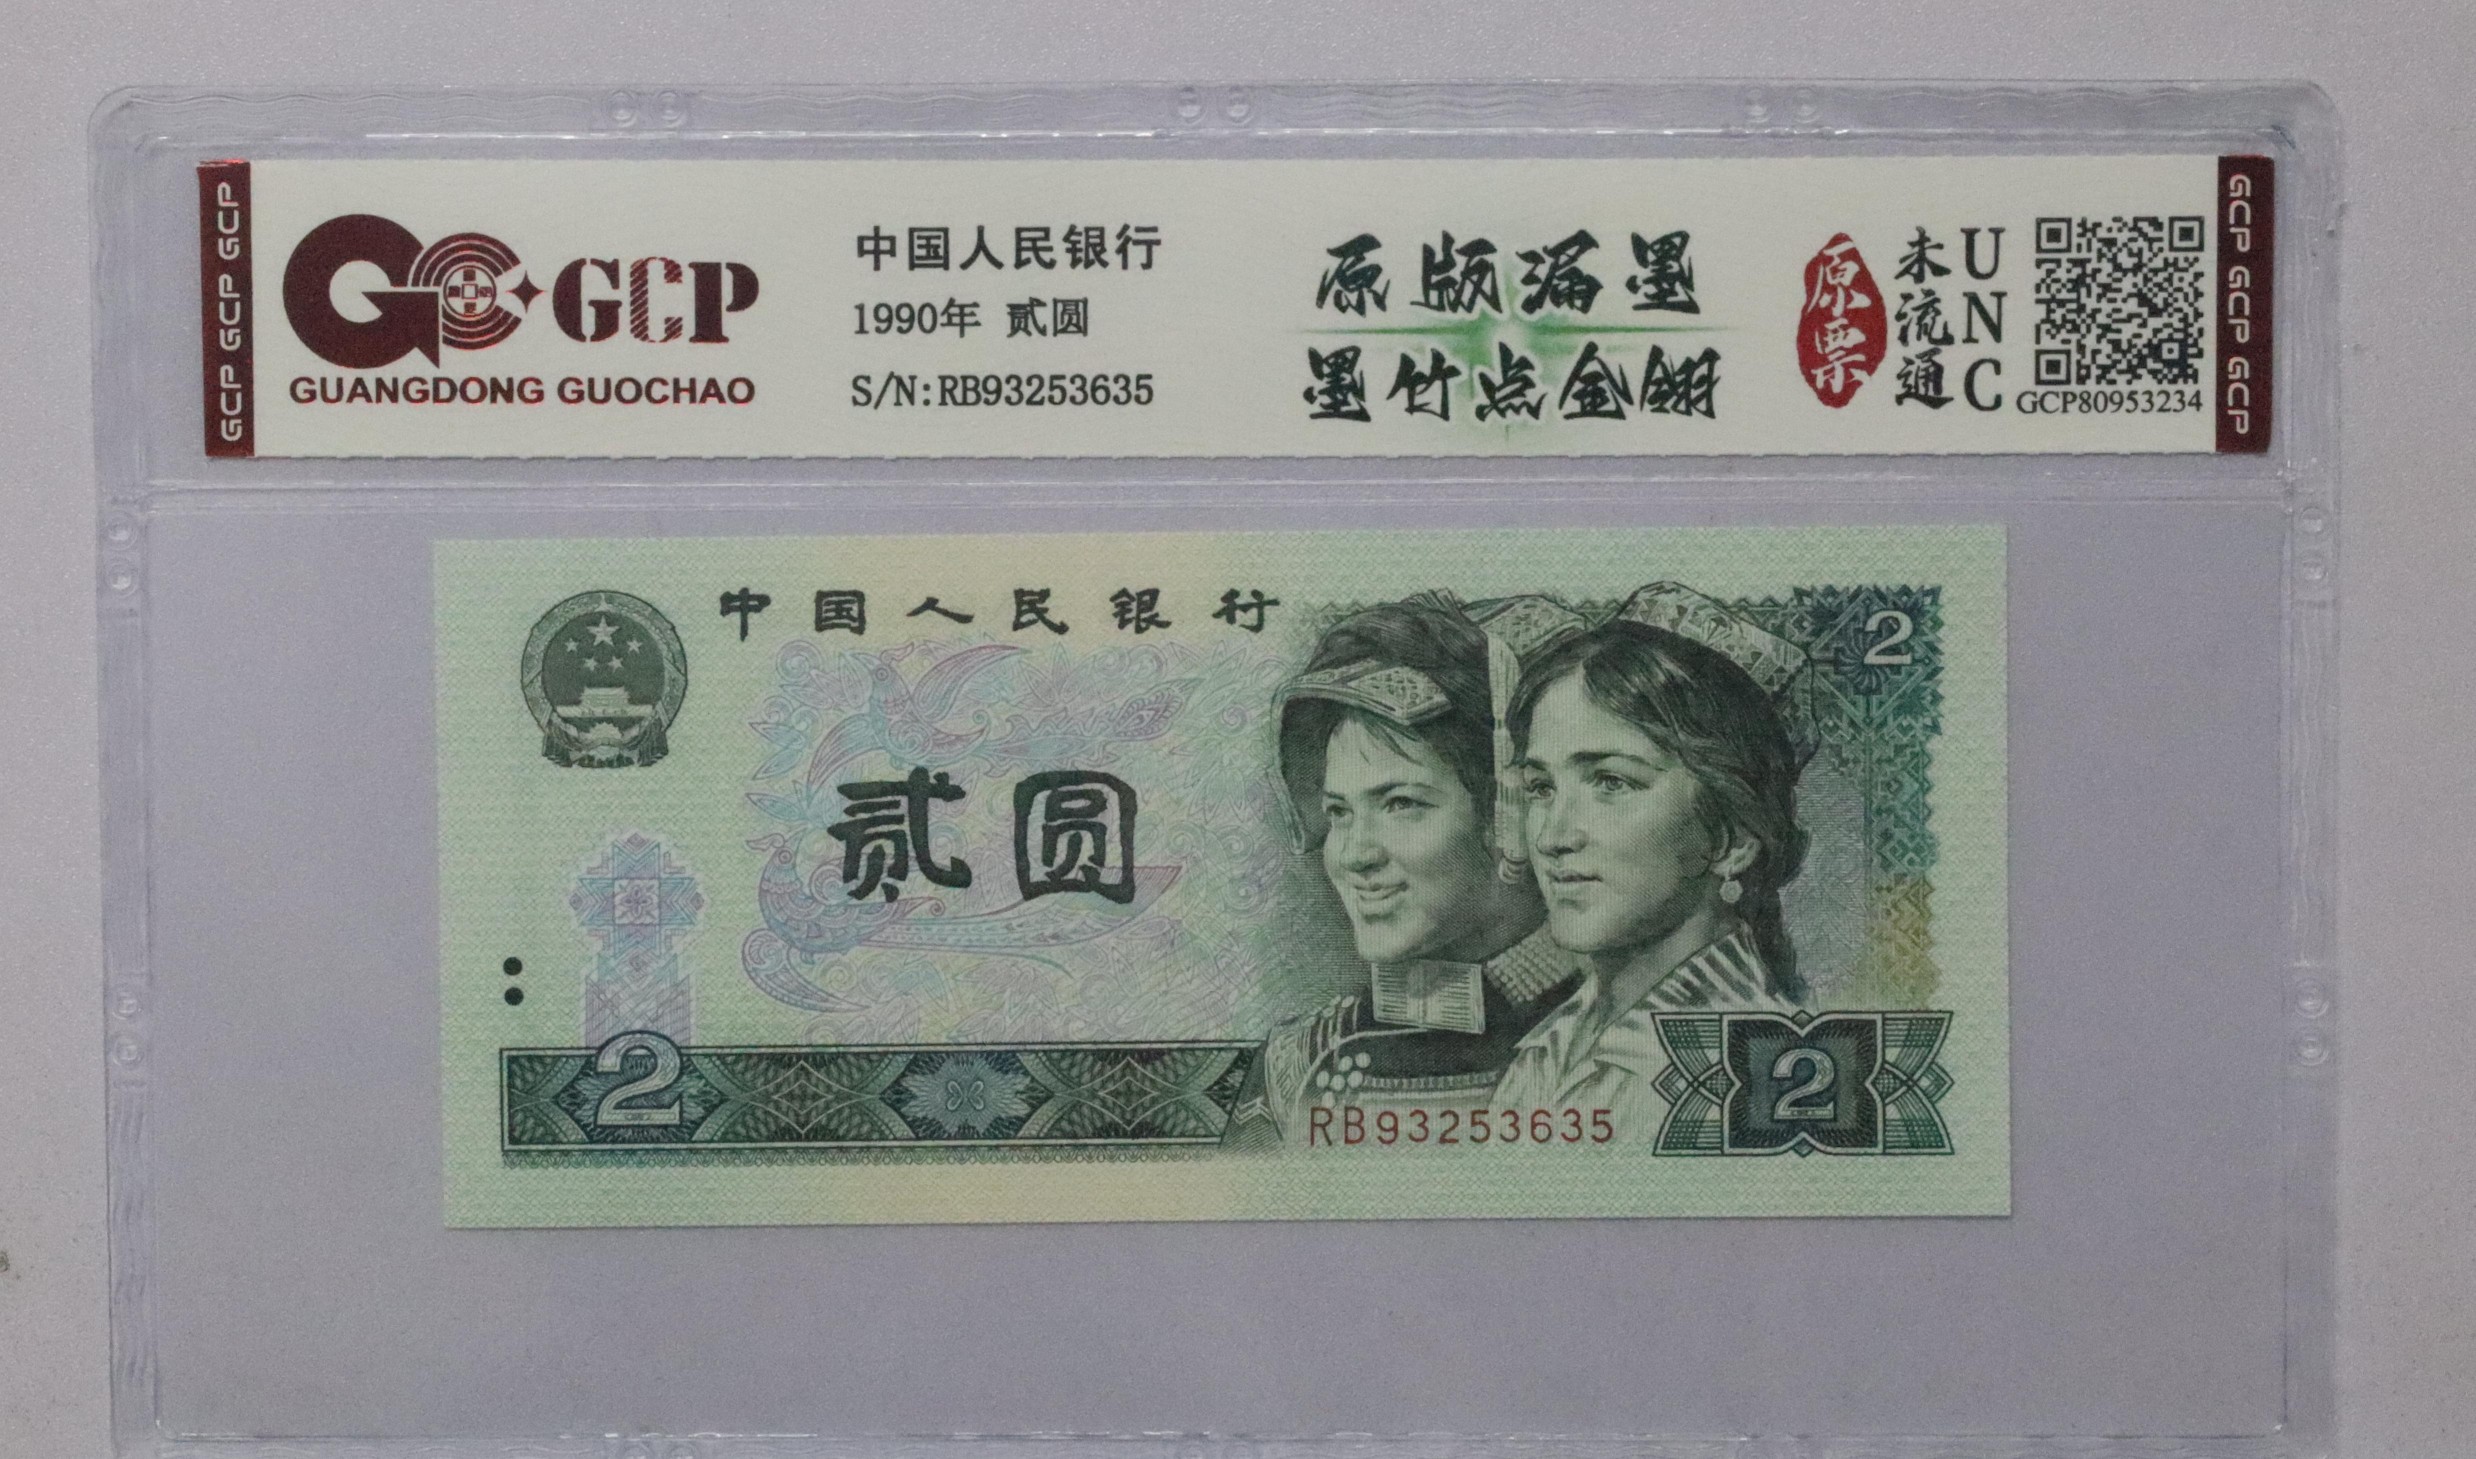 GCP GCP GCP
GCP
GUANGDONG GUOCHAO
中国人民银行
1990年 贰圆
S/N:RB93253635
原版漏墨
墨竹点金翅
原票
未流通
UNC
GCP80953234
GCP GCP GCP
中国人民银行
2
贰圆
2
RB93253635
2